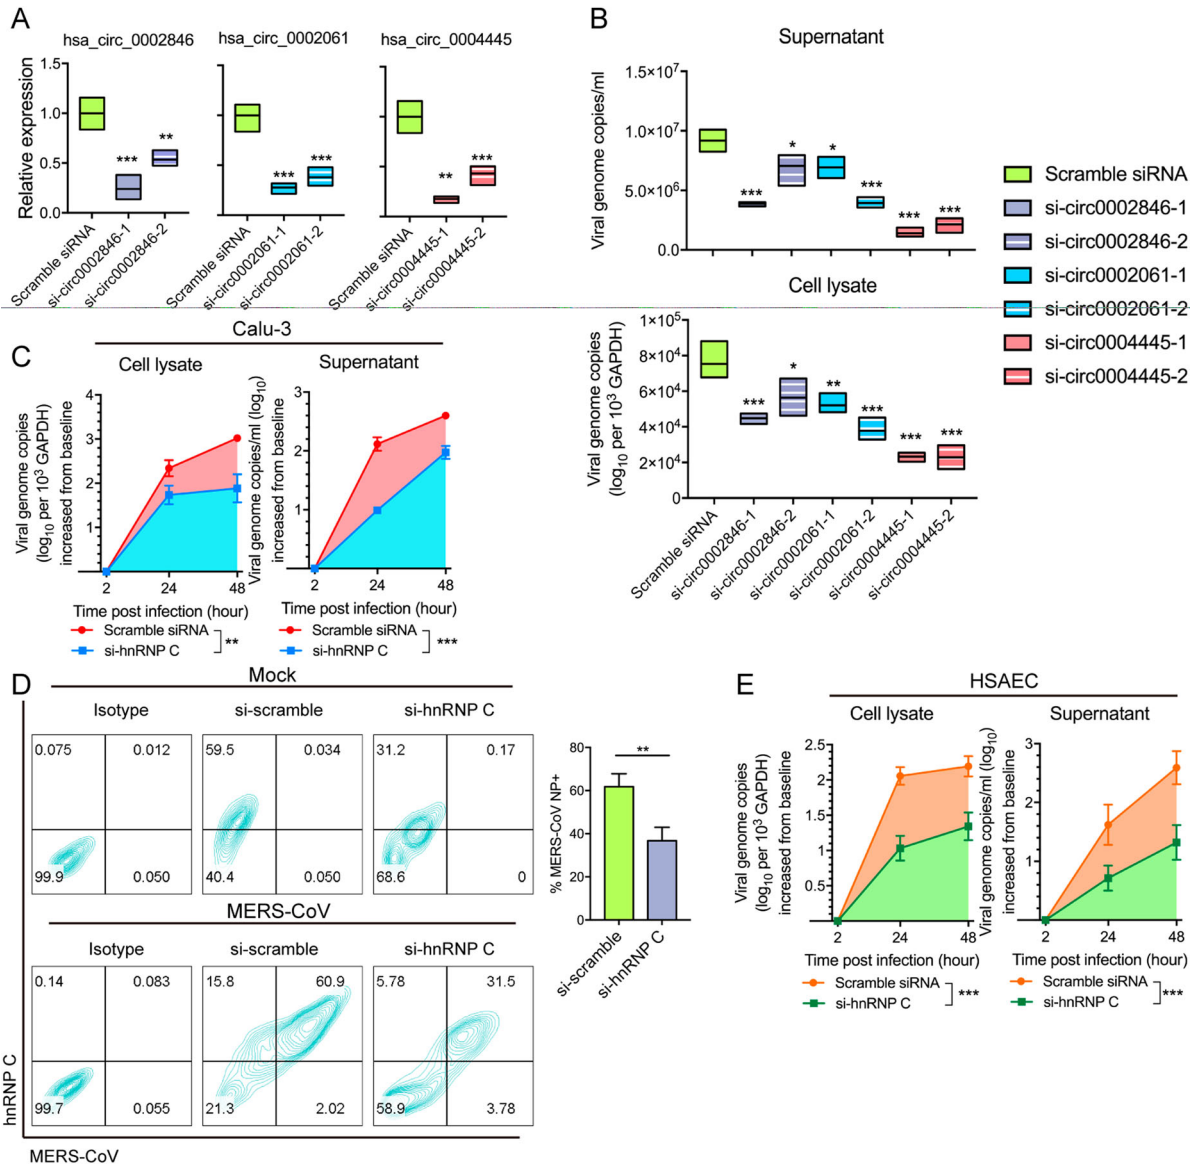 A
hsa_circ_0002846
hsa_circ_0002061
hsa_circ_0004445
Relative expression
1.5
1.0
0.5
0.0
***
**
***
***
**
***
Scramble siRNA
si-circ0002846-1
si-circ0002846-2
Scramble siRNA
si-circ0002061-1
si-circ0002061-2
Scramble siRNA
si-circ0004445-1
si-circ0004445-2
B
Supernatant
Viral genome copies/ml
1.5×10⁷
1.0×10⁷
5.0×10⁶
0.0
***
*
*
***
***
***
Cell lysate
Viral genome copies
(log₁₀ per 10³ GAPDH)
1×10⁵
8×10⁴
6×10⁴
4×10⁴
2×10⁴
0
***
*
**
***
***
***
Scramble siRNA
si-circ0002846-1
si-circ0002846-2
si-circ0002061-1
si-circ0002061-2
si-circ0004445-1
si-circ0004445-2
Scramble siRNA
si-circ0002846-1
si-circ0002846-2
si-circ0002061-1
si-circ0002061-2
si-circ0004445-1
si-circ0004445-2
C
Calu-3
Cell lysate
Viral genome copies
(log₁₀ per 10³ GAPDH)
increased from baseline
4
3
2
1
2
24
48
Time post infection (hour)
Scramble siRNA
si-hnRNP C
**
Supernatant
Viral genome copies/ml (log₁₀)
increased from baseline
3
2
1
2
24
48
Time post infection (hour)
Scramble siRNA
si-hnRNP C
***
D
Mock
Isotype
si-scramble
si-hnRNP C
0.075
0.012
99.9
0.050
59.5
0.034
40.4
0.050
31.2
0.17
68.6
0
MERS-CoV
Isotype
si-scramble
si-hnRNP C
0.14
0.083
99.7
0.055
15.8
60.9
21.3
2.02
5.78
31.5
58.9
3.78
hnRNP C
MERS-CoV
% MERS-CoV NP+
80
60
40
20
0
**
si-scramble
si-hnRNP C
E
HSAEC
Cell lysate
Viral genome copies
(log₁₀ per 10³ GAPDH)
increased from baseline
2.5
2
1.5
1
0.5
2
24
48
Time post infection (hour)
Scramble siRNA
si-hnRNP C
***
Supernatant
Viral genome copies/ml (log₁₀)
increased from baseline
3
2
1
2
24
48
Time post infection (hour)
Scramble siRNA
si-hnRNP C
***